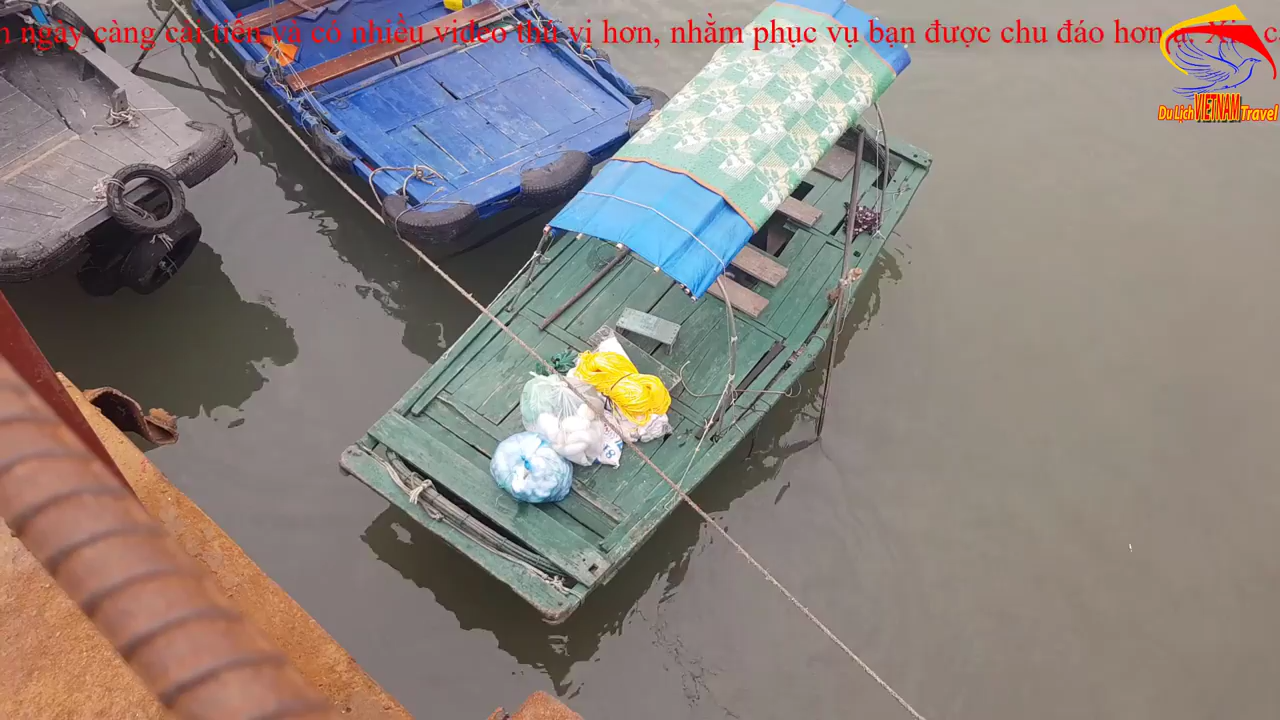 ngày càng cải tiến và có nhiều video thú vị hơn, nhằm phục vụ bạn được chu đáo hơn ạ. Xin
Du Lịch VIETNAM Travel